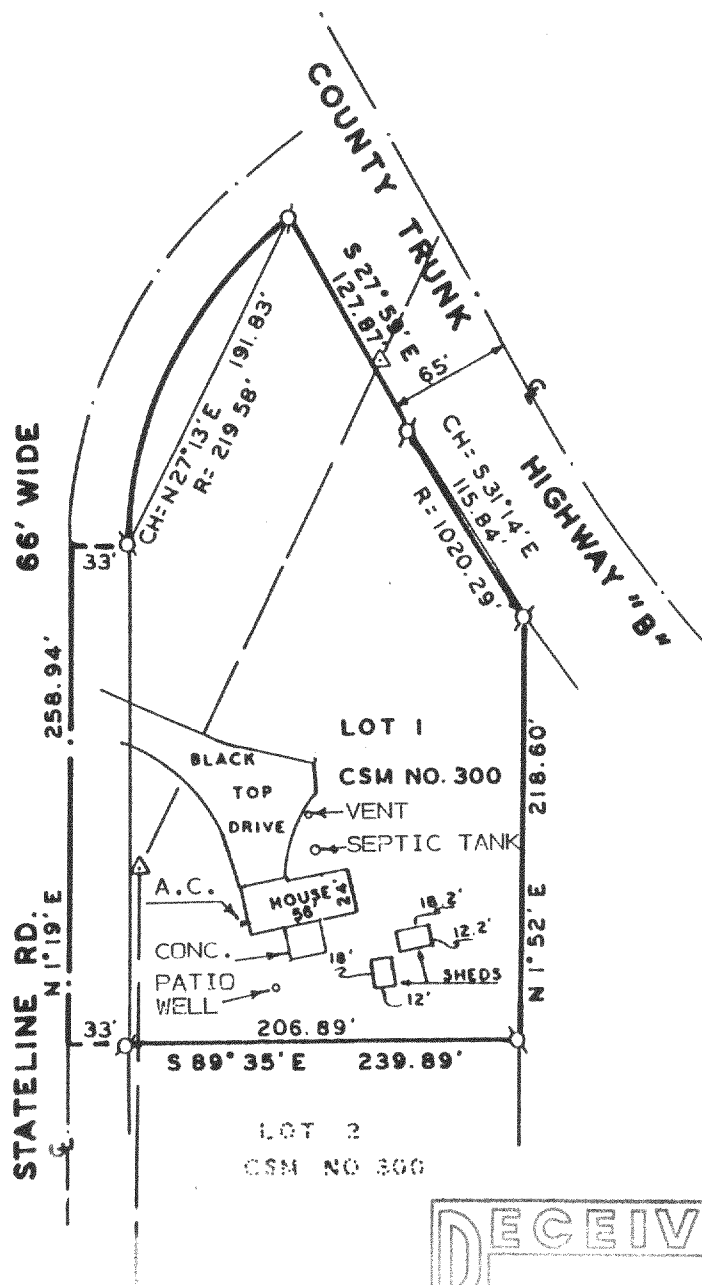 COUNTY TRUNK
HIGHWAY "B"
S 27° 5 ' E
127.87'
65'
℄
CH=N27°13'E 191.83'
R= 219.58'
CH= S 31°14'E
115.84'
R=1020.29'
66' WIDE
33'
258.94'
N 1°19' E
STATELINE RD.
℄
LOT 1
CSM NO. 300
BLACK
TOP
DRIVE
VENT
SEPTIC TANK
218.60'
N 1° 52' E
A.C.
HOUSE
56'
24'
CONC.
PATIO
WELL
18.2'
12.2'
18'
SHEDS
12'
33'
206.89'
S 89° 35' E 239.89'
LOT 2
CSM NO 300
DECEIV